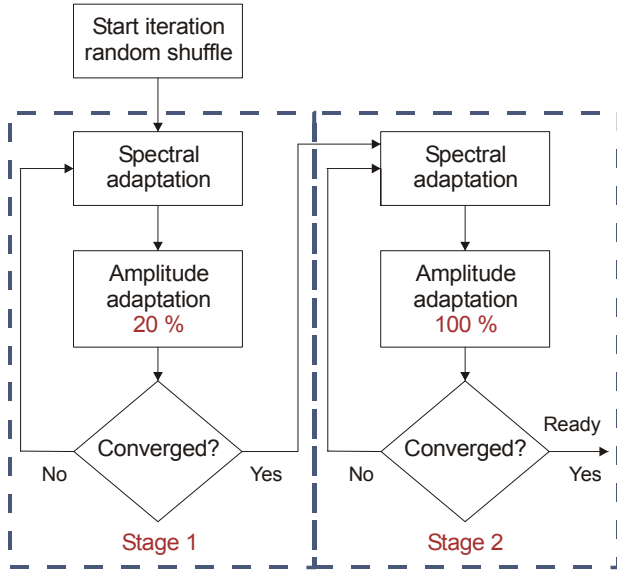 Start iteration
random shuffle
Spectral
adaptation
Amplitude
adaptation
20 %
Converged?
No
Yes
Stage 1
Spectral
adaptation
Amplitude
adaptation
100 %
Converged?
Ready
No
Yes
Stage 2